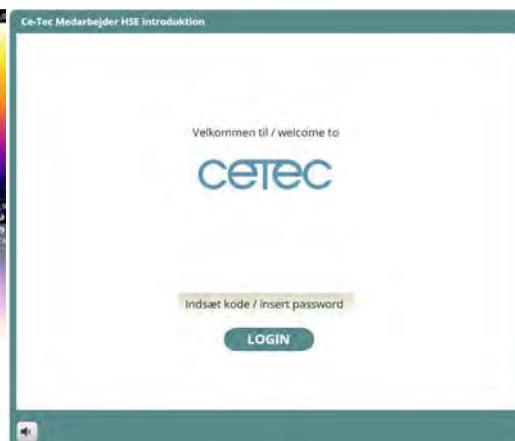 Ce-Tec Medarbejder HSE Introduktion
Velkommen til / welcome to
CETEC
Indsæt kode / insert password
LOGIN